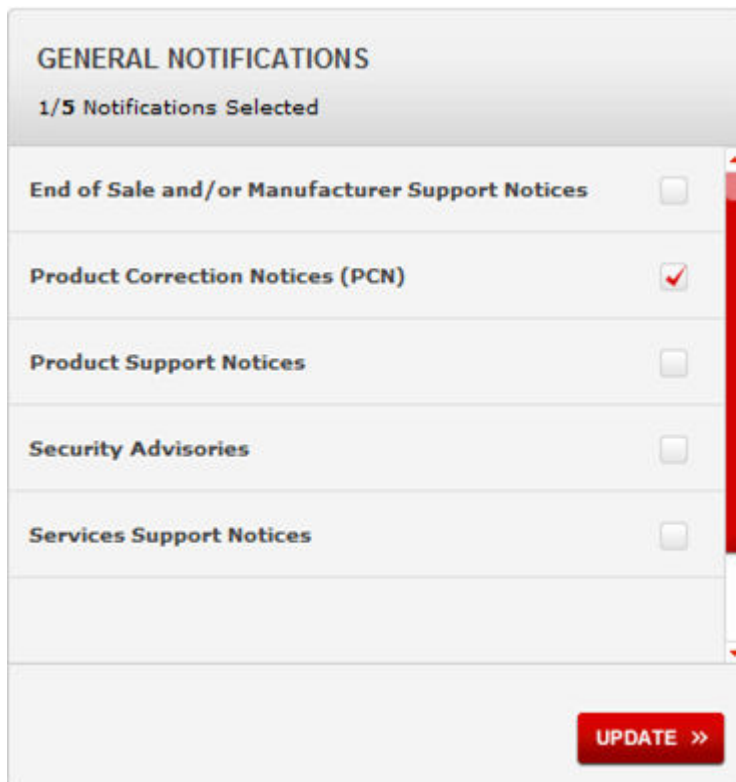 GENERAL NOTIFICATIONS
1/5 Notifications Selected
End of Sale and/or Manufacturer Support Notices
Product Correction Notices (PCN)
Product Support Notices
Security Advisories
Services Support Notices
UPDATE »